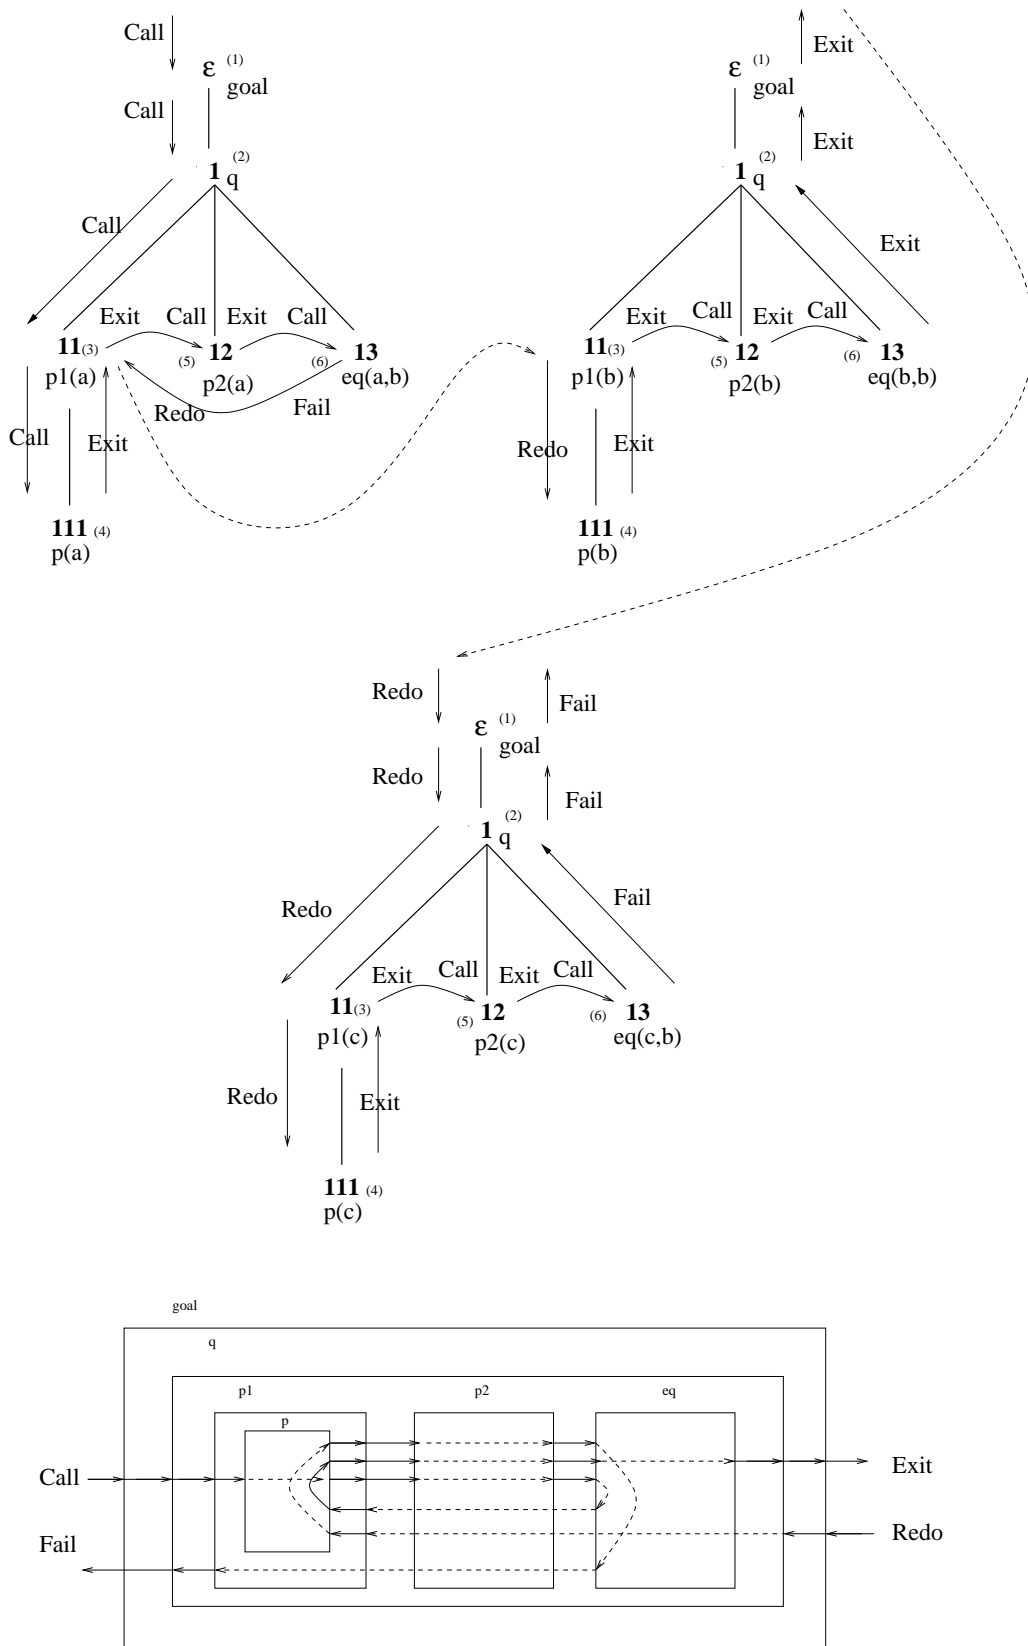 Call
ε (1)
goal
Call
1 (2)
q
Call
Exit Call Exit Call
11 (3) (5) 12 (6) 13
p1(a) p2(a) eq(a,b)
Redo Fail
Call Exit
111 (4)
p(a)
Exit
ε (1)
goal
Exit
1 (2)
q
Exit
Exit Call Exit Call
11 (3) (5) 12 (6) 13
p1(b) p2(b) eq(b,b)
Redo Exit
111 (4)
p(b)
Redo Fail
ε (1)
goal
Redo Fail
1 (2)
q
Redo Fail
Exit Call Exit Call
11 (3) (5) 12 (6) 13
p1(c) p2(c) eq(c,b)
Redo Exit
111 (4)
p(c)
goal
q
p1 p2 eq
p
Call Exit
Fail Redo